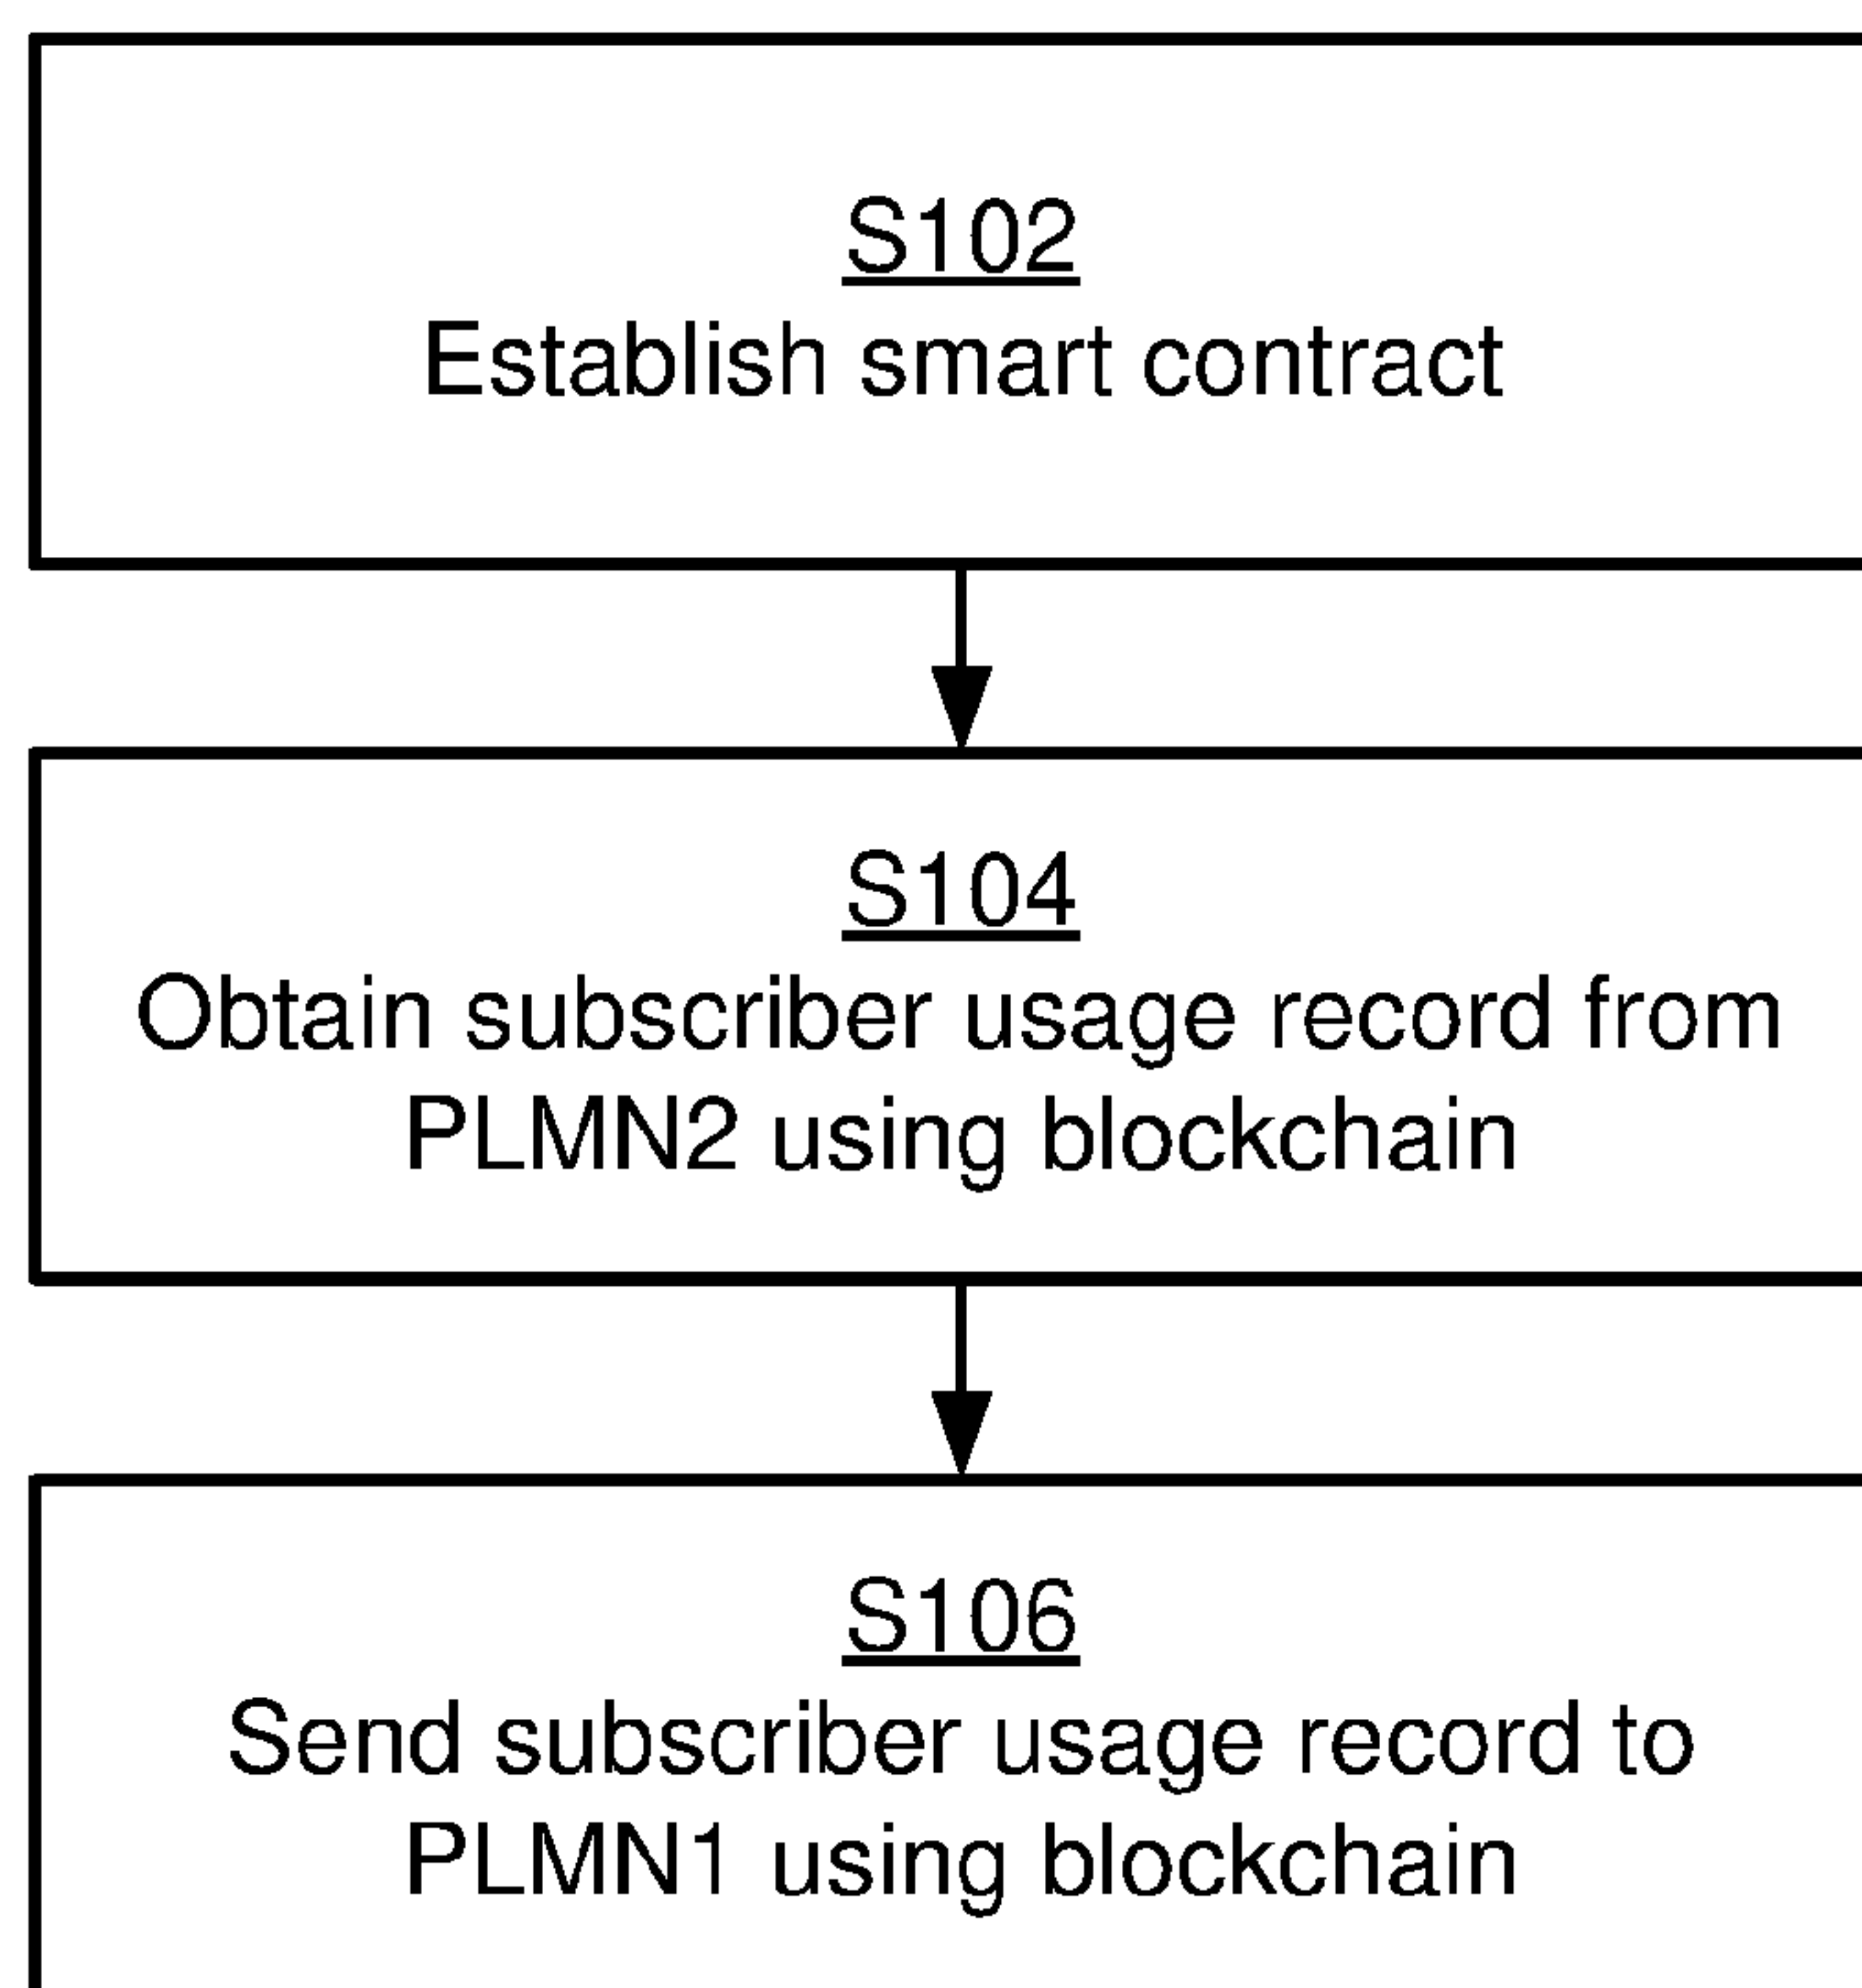 S102
Establish smart contract
S104
Obtain subscriber usage record from
PLMN2 using blockchain
S106
Send subscriber usage record to
PLMN1 using blockchain